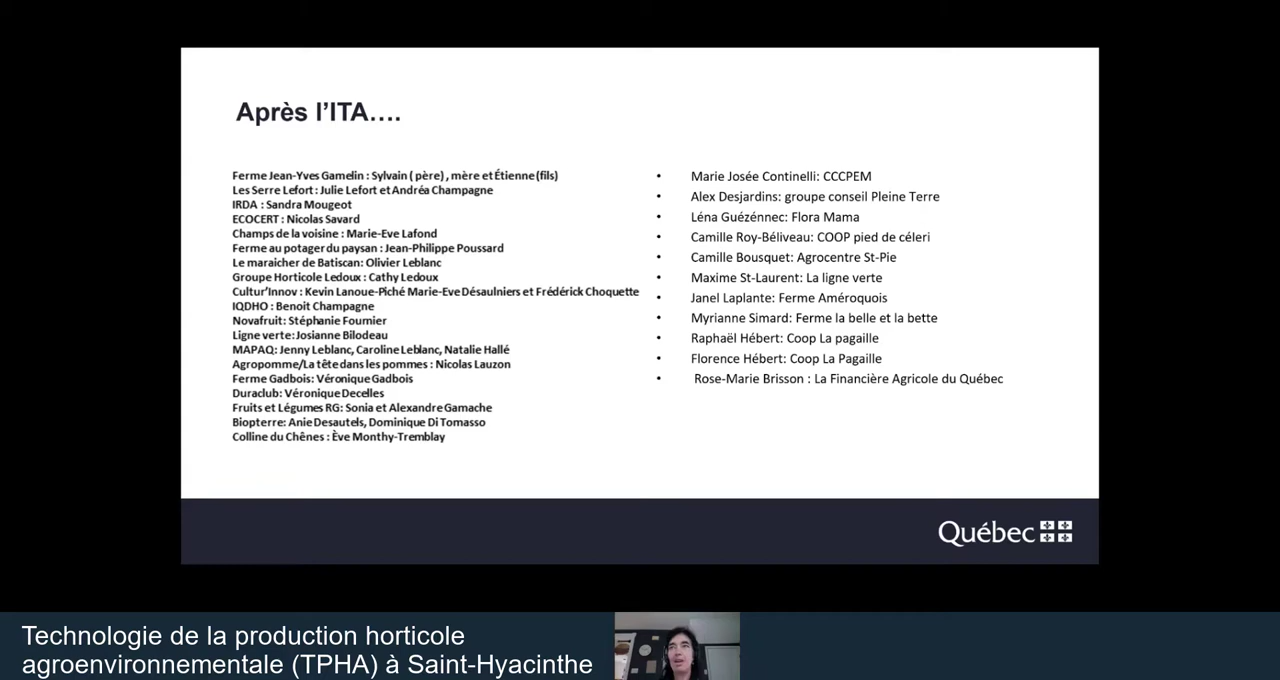 Après l’ITA….
Ferme Jean-Yves Gamelin : Sylvain ( père) , mère et Étienne (fils)
Les Serre Lefort : Julie Lefort et Andréa Champagne
IRDA : Sandra Mougeot
ECOCERT : Nicolas Savard
Champs de la voisine : Marie-Eve Lafond
Ferme au potager du paysan : Jean-Philippe Poussard
Le maraicher de Batiscan: Olivier Leblanc
Groupe Horticole Ledoux : Cathy Ledoux
Cultur’Innov : Kevin Lanoue-Piché Marie-Eve Désaulniers et Frédérick Choquette
IQDHO : Benoit Champagne
Novafruit: Stéphanie Fournier
Ligne verte: Josianne Bilodeau
MAPAQ: Jenny Leblanc, Caroline Leblanc, Natalie Hallé
Agropomme/La tête dans les pommes : Nicolas Lauzon
Ferme Gadbois: Véronique Gadbois
Duraclub: Véronique Decelles
Fruits et Légumes RG: Sonia et Alexandre Gamache
Biopterre: Anie Desautels, Dominique Di Tomasso
Colline du Chênes : Ève Monthy-Tremblay
• Marie Josée Continelli: CCCPEM
• Alex Desjardins: groupe conseil Pleine Terre
• Léna Guézénnec: Flora Mama
• Camille Roy-Béliveau: COOP pied de céleri
• Camille Bousquet: Agrocentre St-Pie
• Maxime St-Laurent: La ligne verte
• Janel Laplante: Ferme Améroquois
• Myrianne Simard: Ferme la belle et la bette
• Raphaël Hébert: Coop La pagaille
• Florence Hébert: Coop La Pagaille
• Rose-Marie Brisson : La Financière Agricole du Québec
Québec
Technologie de la production horticole
agroenvironnementale (TPHA) à Saint-Hyacinthe